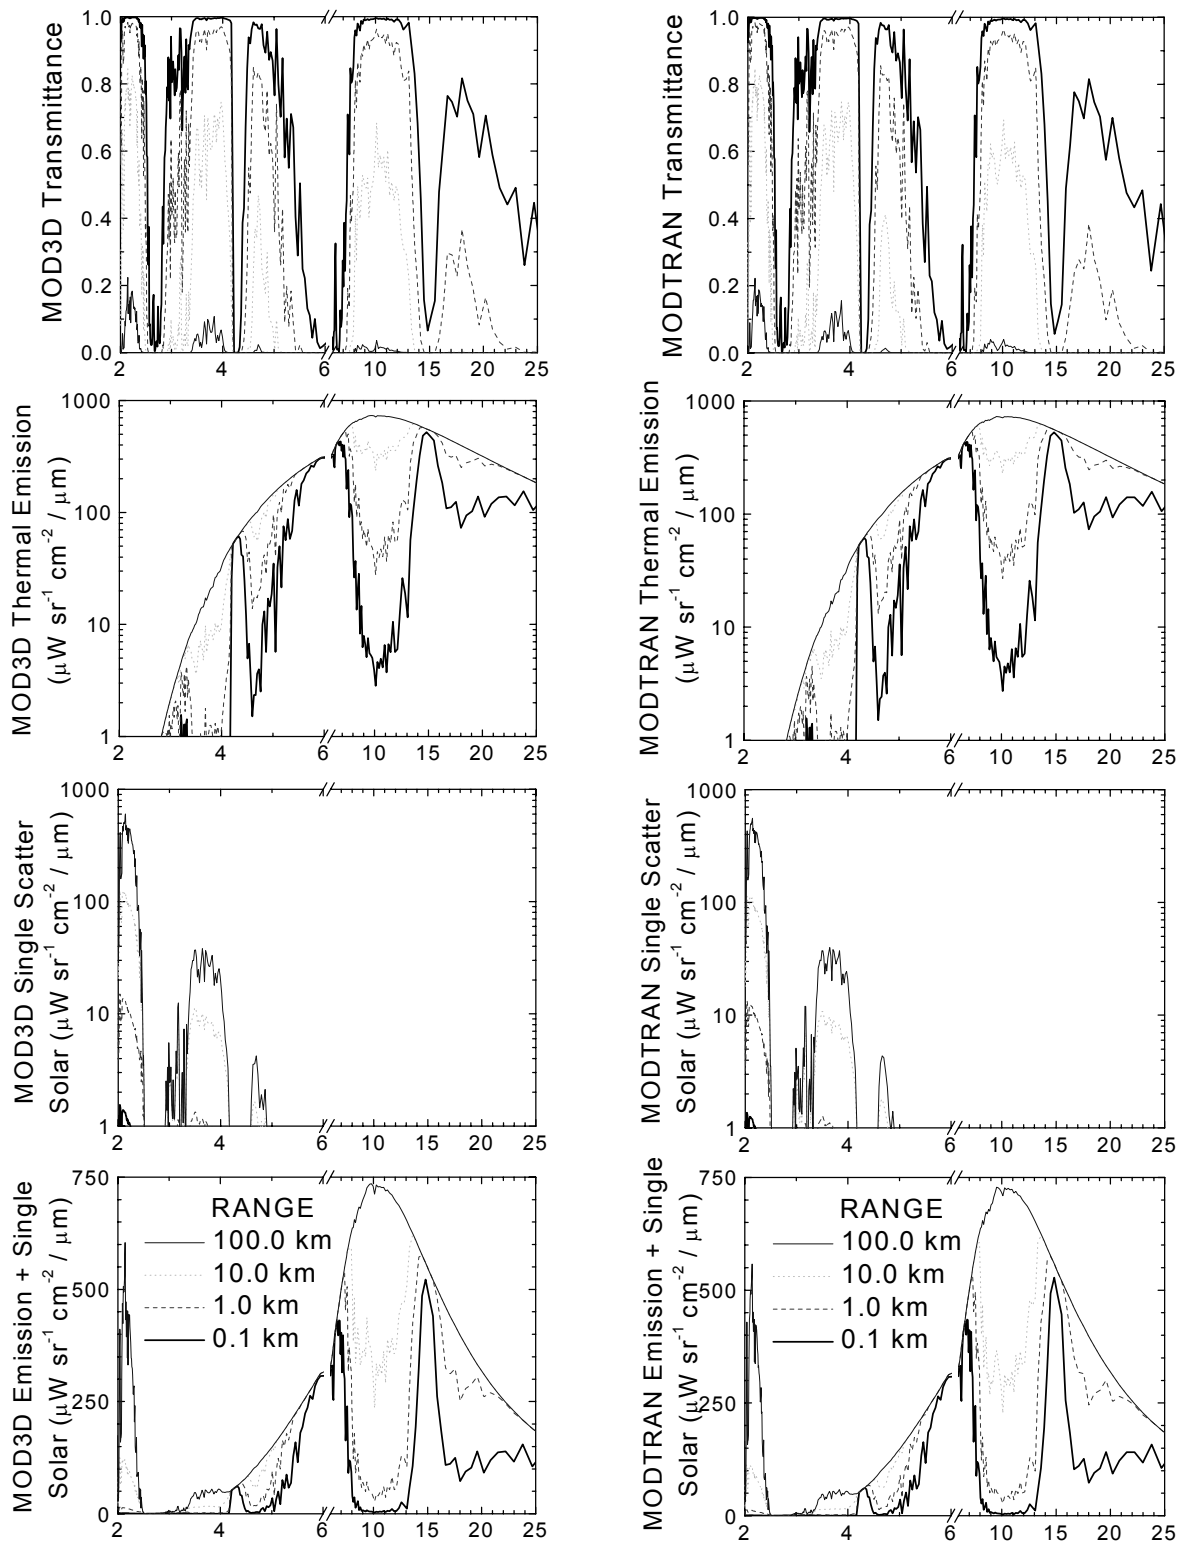 MOD3D Transmittance
1.0
0.8
0.6
0.4
0.2
0.0
2 4 6 10 15 20 25
MODTRAN Transmittance
1.0
0.8
0.6
0.4
0.2
0.0
2 4 6 10 15 20 25
MOD3D Thermal Emission
(μW sr⁻¹ cm⁻² / μm)
1000
100
10
1
2 4 6 10 15 20 25
MODTRAN Thermal Emission
(μW sr⁻¹ cm⁻² / μm)
1000
100
10
1
2 4 6 10 15 20 25
MOD3D Single Scatter
Solar (μW sr⁻¹ cm⁻² / μm)
1000
100
10
1
2 4 6 10 15 20 25
MODTRAN Single Scatter
Solar (μW sr⁻¹ cm⁻² / μm)
1000
100
10
1
2 4 6 10 15 20 25
MOD3D Emission + Single
Solar (μW sr⁻¹ cm⁻² / μm)
750
500
250
0
RANGE
100.0 km
10.0 km
1.0 km
0.1 km
2 4 6 10 15 20 25
MODTRAN Emission + Single
Solar (μW sr⁻¹ cm⁻² / μm)
750
500
250
0
RANGE
100.0 km
10.0 km
1.0 km
0.1 km
2 4 6 10 15 20 25